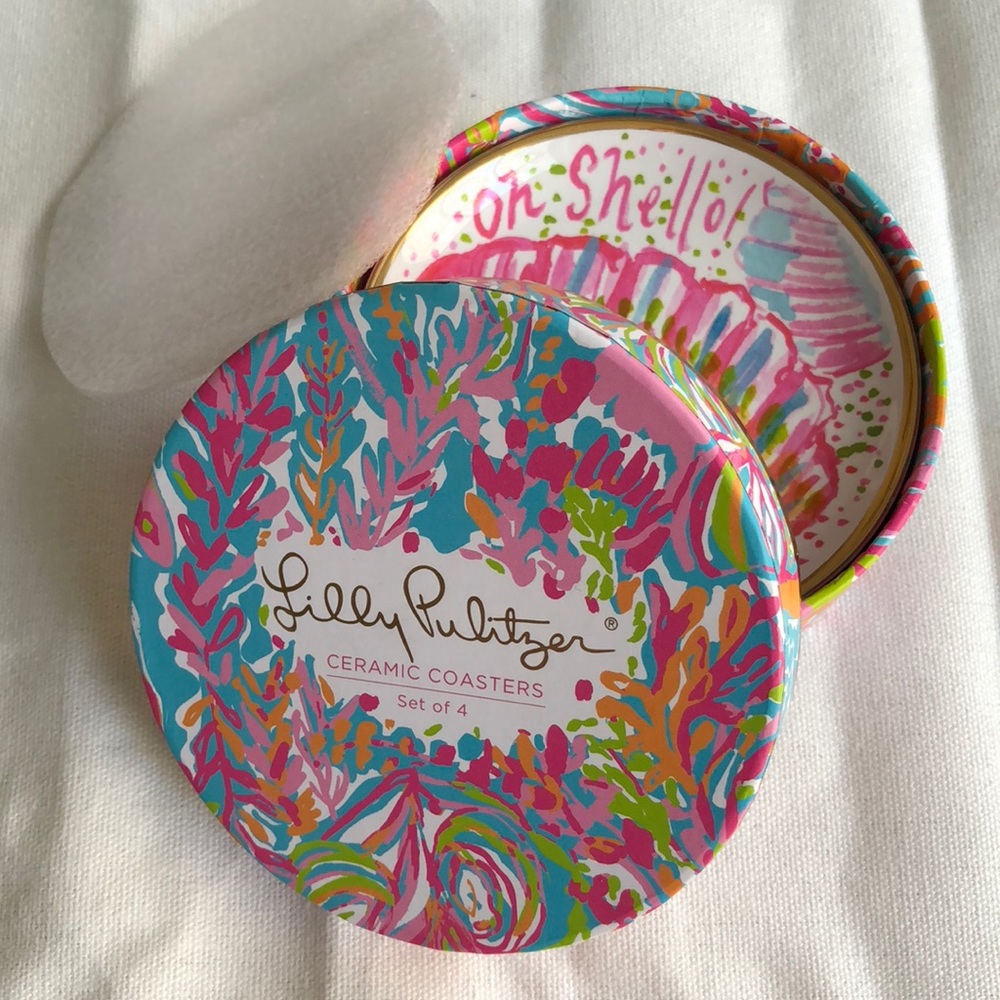 oh Shello!
Lilly Pulitzer®
CERAMIC COASTERS
Set of 4